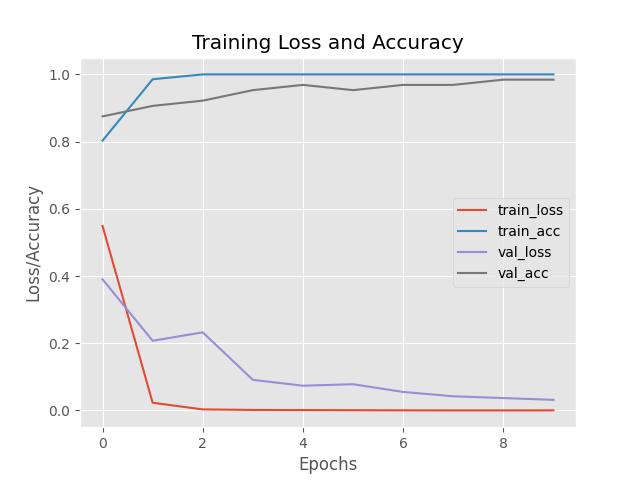 Training Loss and Accuracy
1.0
0.8
0.6
0.4
0.2
0.0
Loss/Accuracy
train_loss
train_acc
val_loss
val_acc
0 2 4 6 8
Epochs